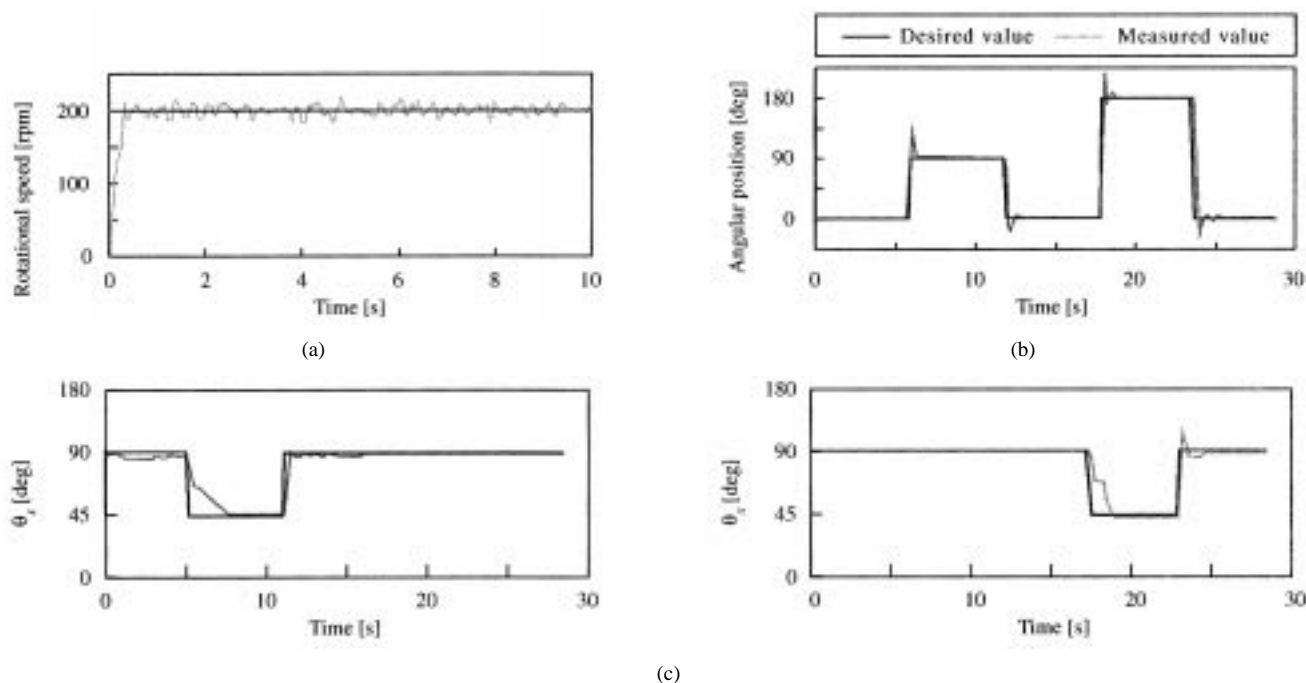 Desired value Measured value
Rotational speed [rpm]
200
100
0
0 2 4 6 8 10
Time [s]
(a)
Angular position [deg]
180
90
0
0 10 20 30
Time [s]
(b)
[deg]
180
90
45
0
0 10 20 30
Time [s]
[deg]
180
90
45
0
0 10 20 30
Time [s]
(c)